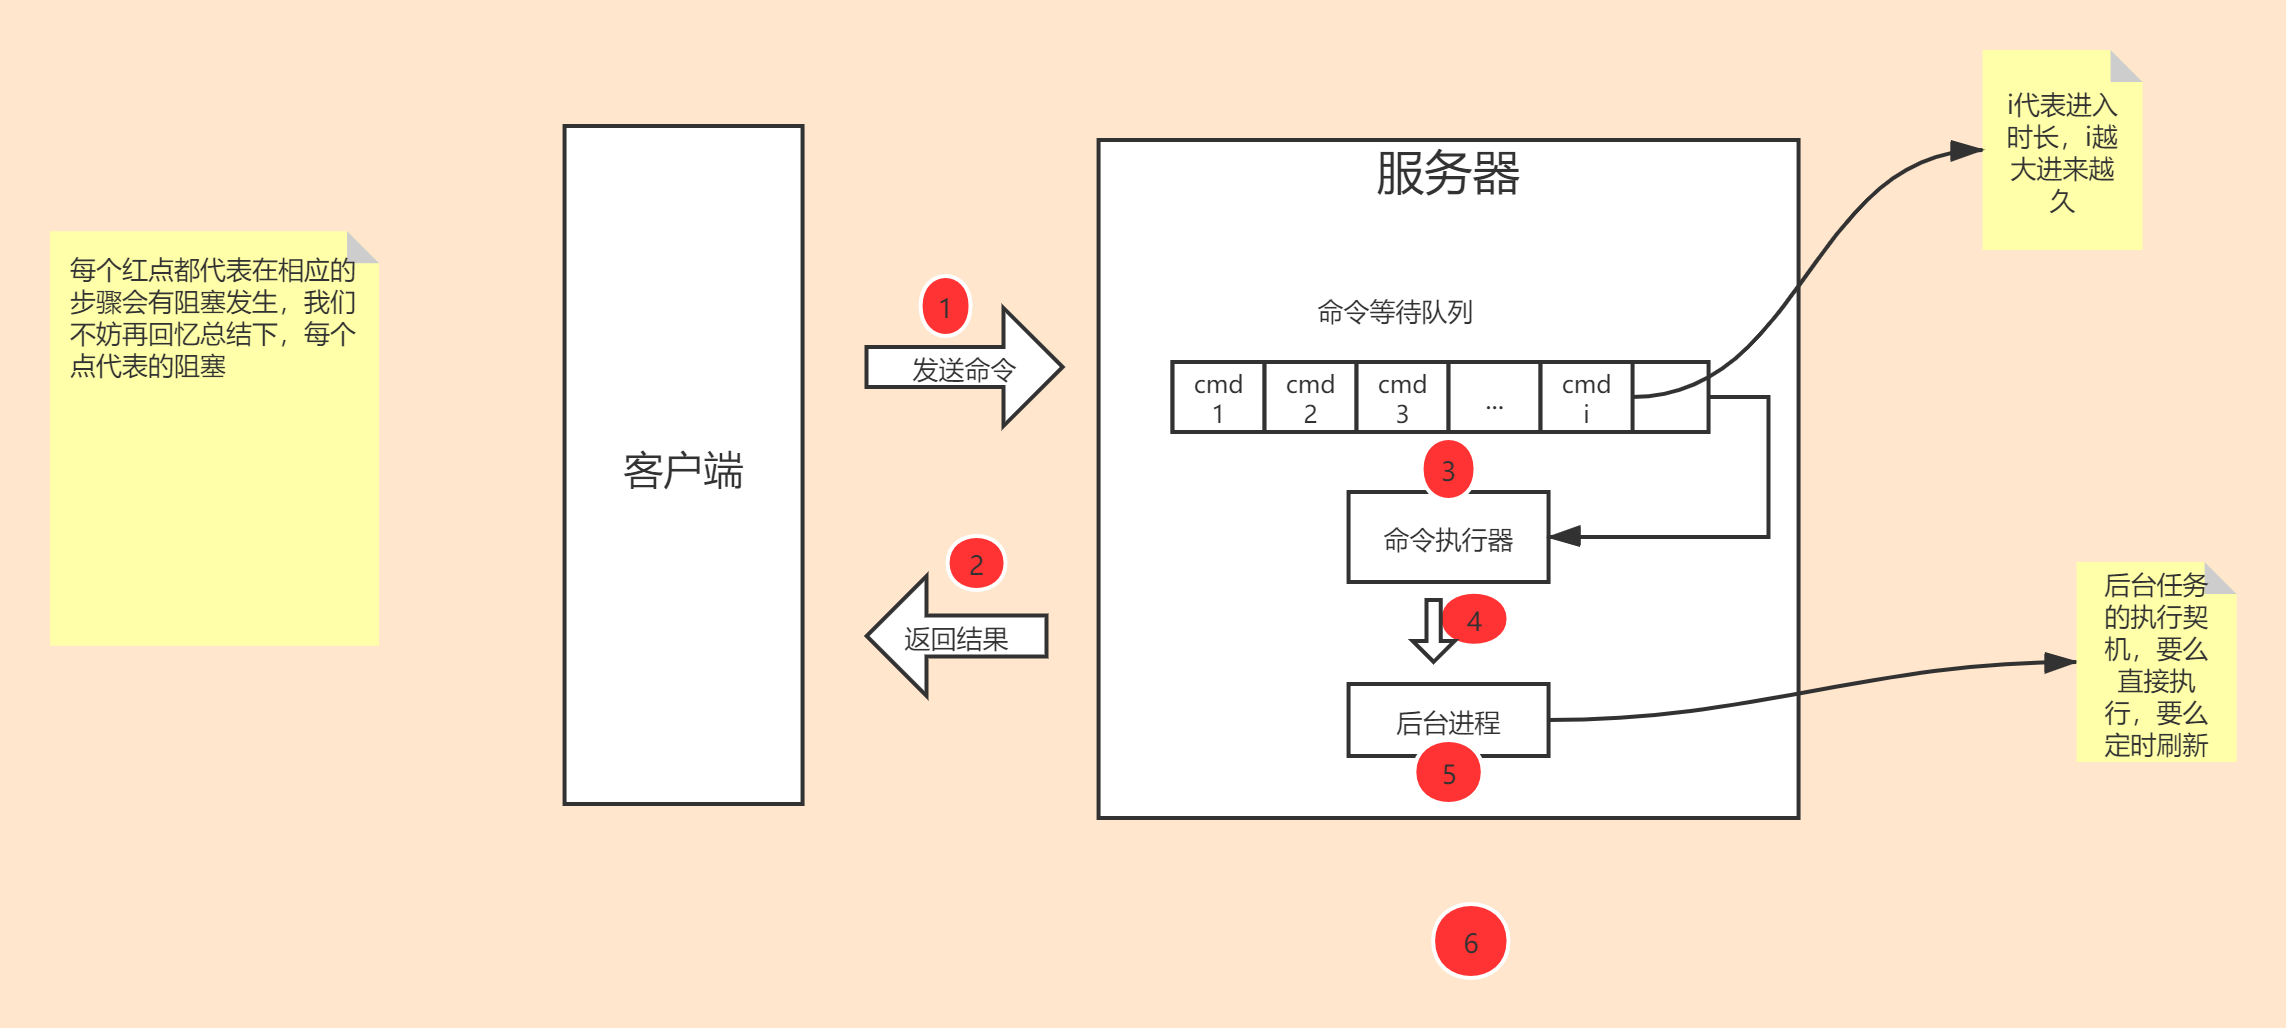 每个红点都代表在相应的
步骤会有阻塞发生，我们
不妨再回忆总结下，每个
点代表的阻塞
客户端
1
发送命令
2
返回结果
服务器
命令等待队列
cmd
1
cmd
2
cmd
3
...
cmd
i
3
命令执行器
4
后台进程
5
6
i代表进入
时长，i越
大进来越
久
后台任务
的执行契
机，要么
直接执
行，要么
定时刷新